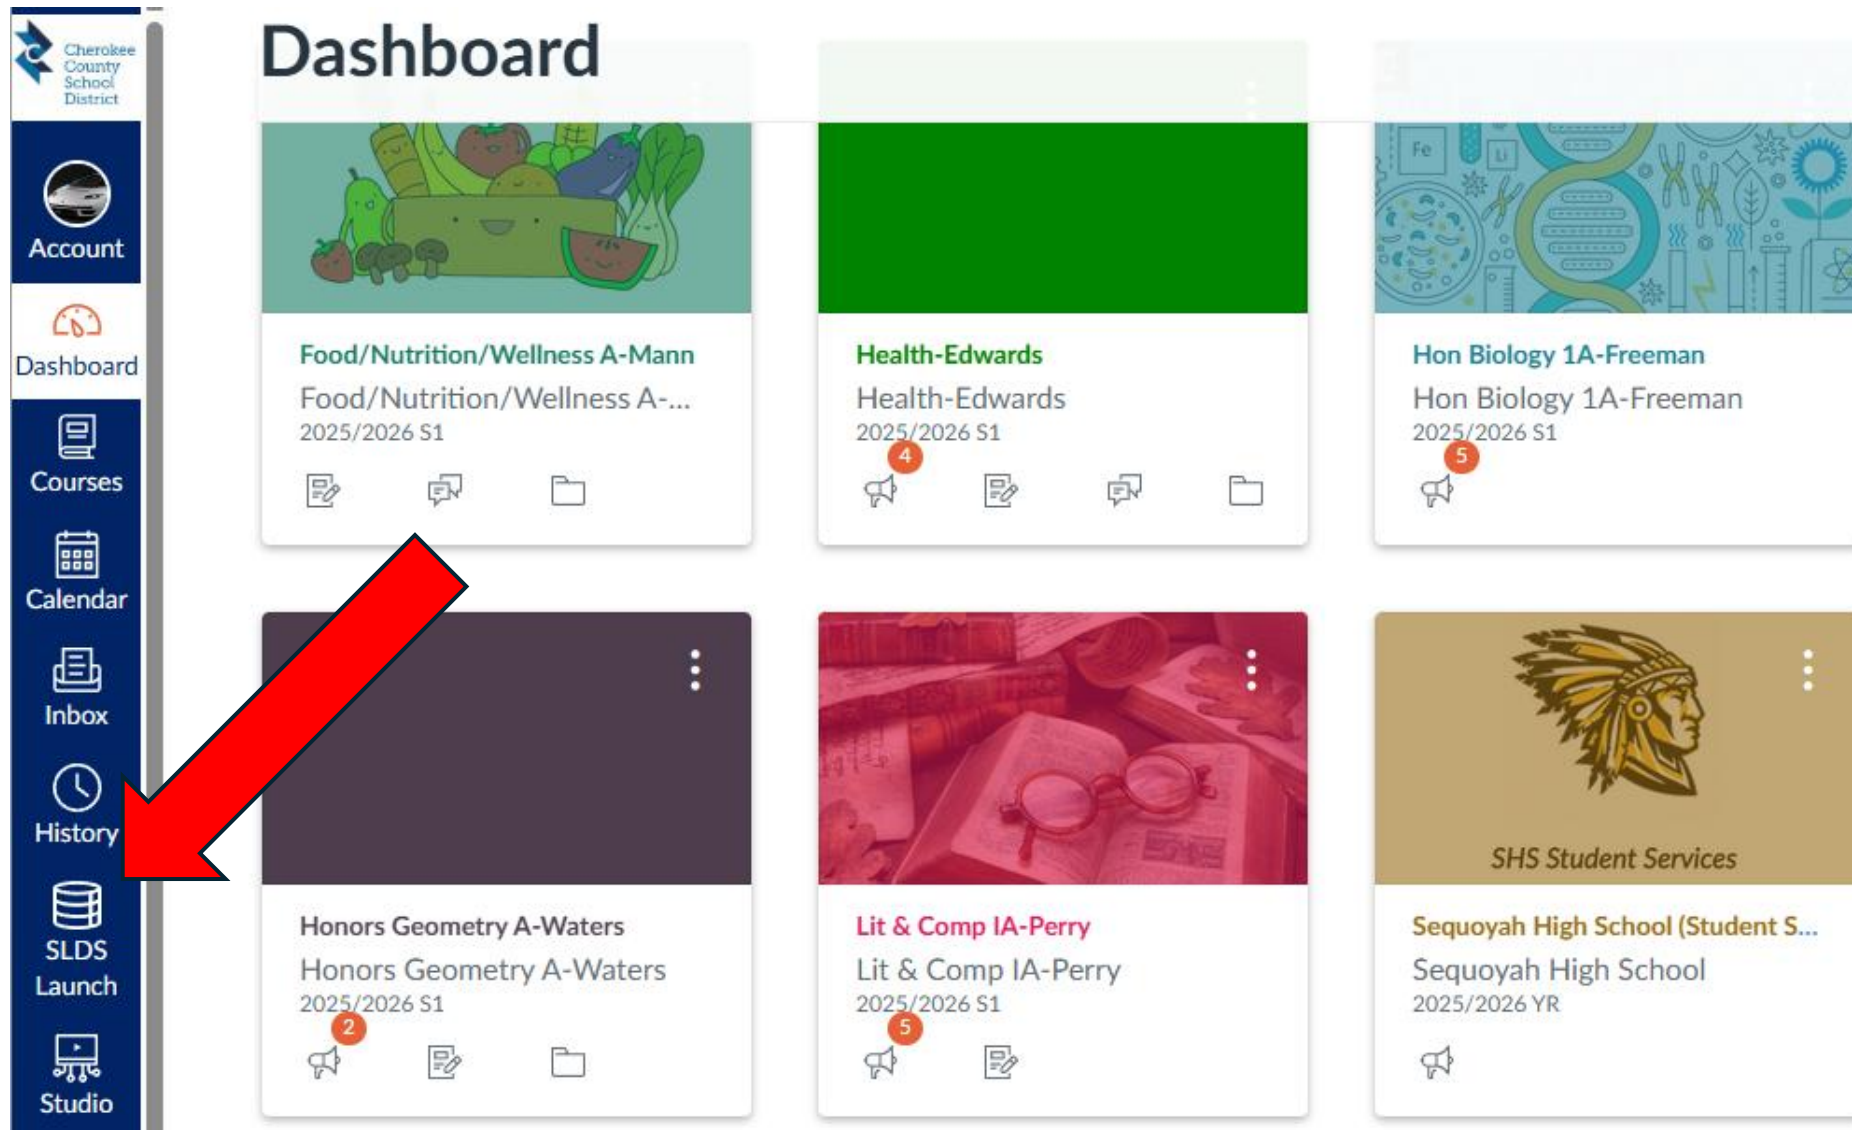 Cherokee
County
School
District
Account
Dashboard
Courses
Calendar
Inbox
History
SLDS
Launch
Studio
Dashboard
Fe
Li
Food/Nutrition/Wellness A-Mann
Food/Nutrition/Wellness A-...
2025/2026 S1
Health-Edwards
Health-Edwards
2025/2026 S1
4
Hon Biology 1A-Freeman
Hon Biology 1A-Freeman
2025/2026 S1
5
Honors Geometry A-Waters
Honors Geometry A-Waters
2025/2026 S1
2
Lit & Comp IA-Perry
Lit & Comp IA-Perry
2025/2026 S1
5
SHS Student Services
Sequoyah High School (Student S...
Sequoyah High School
2025/2026 YR